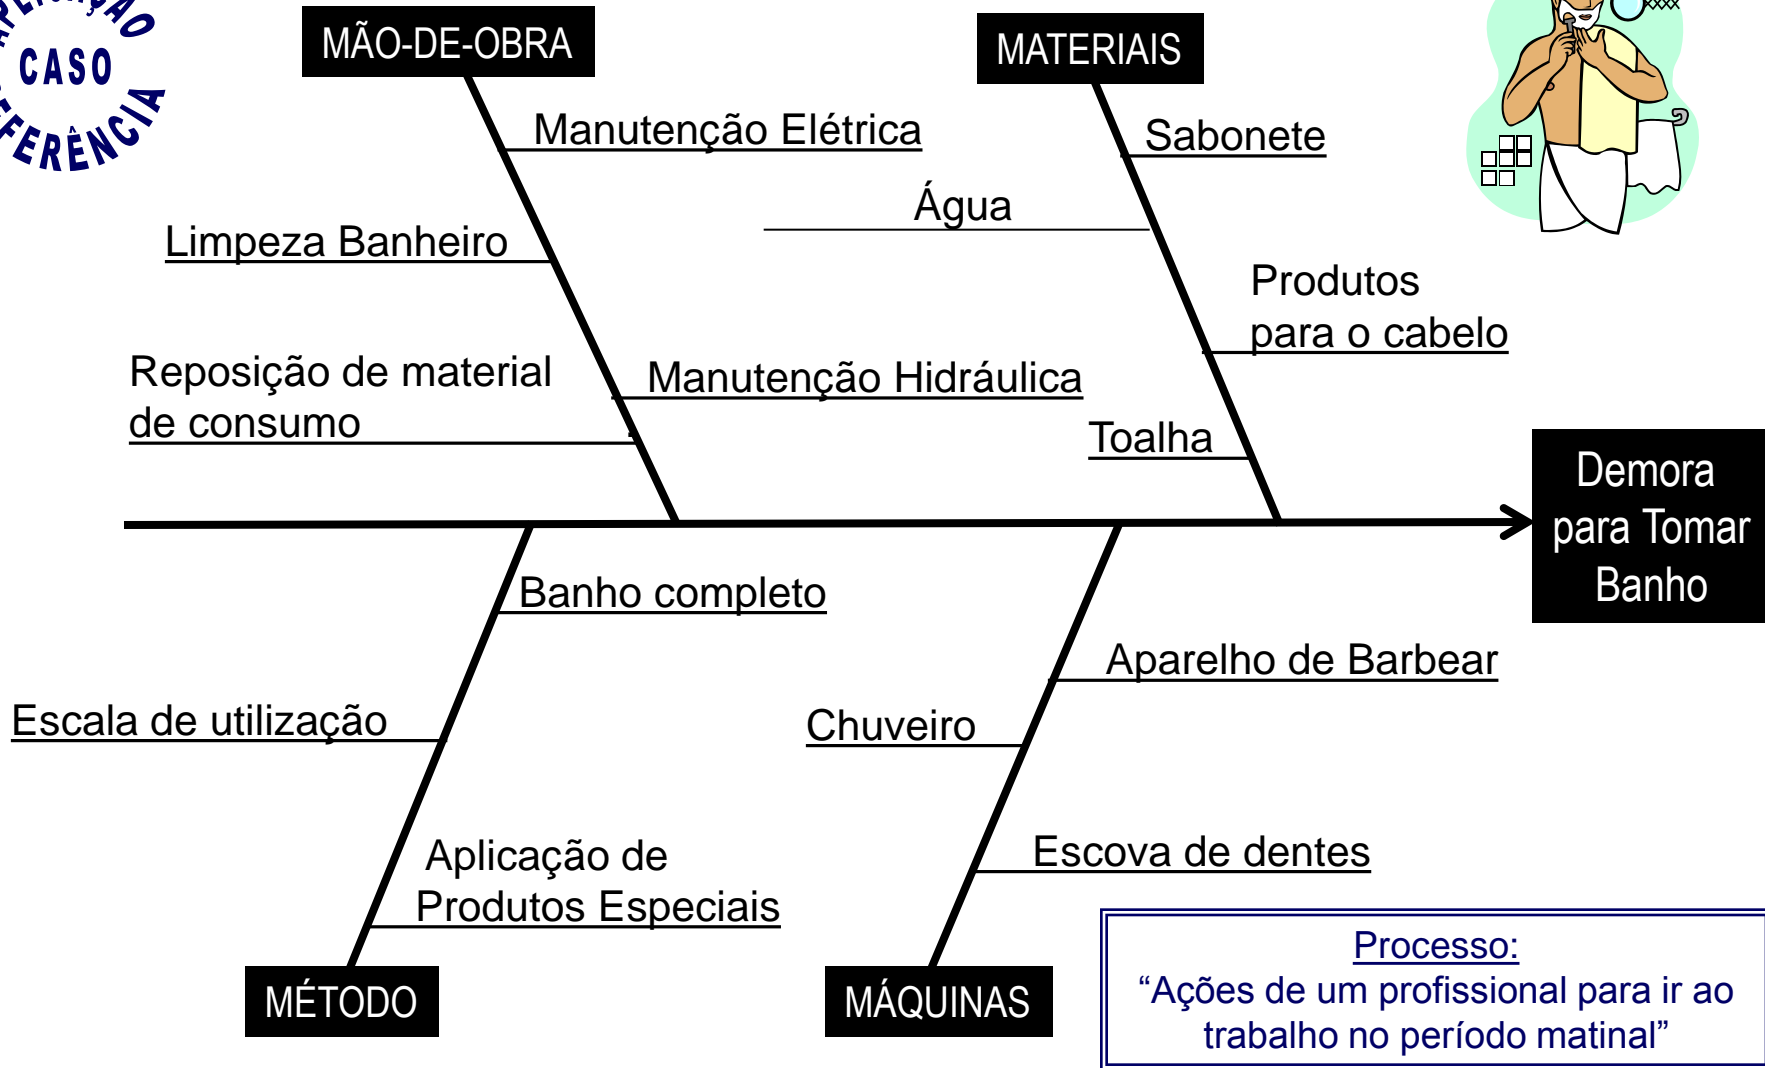 CASO
MÃO-DE-OBRA
MATERIAIS
Manutenção Elétrica
Sabonete
Água
Limpeza Banheiro
Produtos
para o cabelo
Reposição de material
de consumo
Manutenção Hidráulica
Toalha
Demora
para Tomar
Banho
Banho completo
Aparelho de Barbear
Escala de utilização
Chuveiro
Aplicação de
Produtos Especiais
Escova de dentes
MÉTODO
MÁQUINAS
Processo:
“Ações de um profissional para ir ao
trabalho no período matinal”